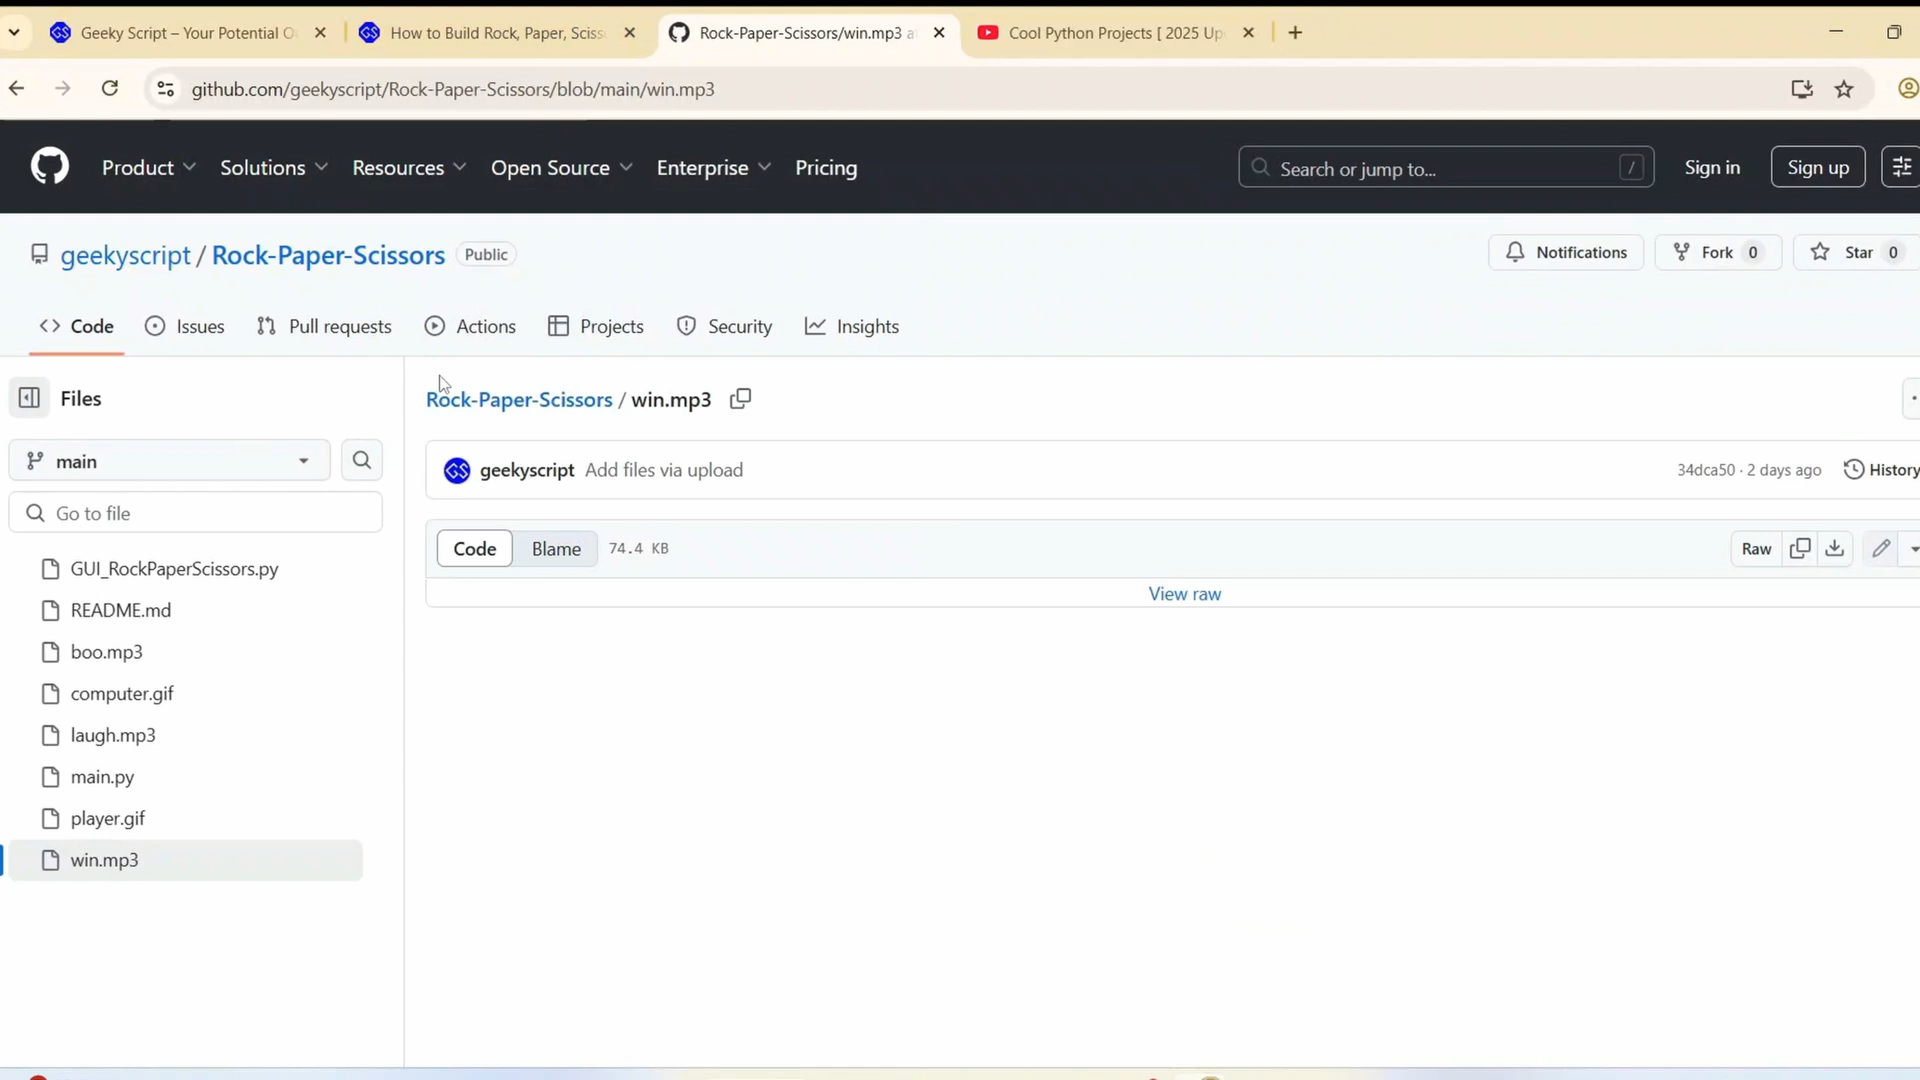 Geeky Script – Your Potential O
How to Build Rock, Paper, Sciss
Rock-Paper-Scissors/win.mp3 a
Cool Python Projects [ 2025 Up
github.com/geekyscript/Rock-Paper-Scissors/blob/main/win.mp3
Product Solutions Resources Open Source Enterprise Pricing
Search or jump to... /
Sign in
Sign up
geekyscript / Rock-Paper-Scissors Public
Notifications
Fork 0
Star 0
Code Issues Pull requests Actions Projects Security Insights
Files
Rock-Paper-Scissors / win.mp3
main
GS geekyscript Add files via upload
34dca50 · 2 days ago
History
Go to file
Code Blame 74.4 KB
Raw
View raw
GUI_RockPaperScissors.py
README.md
boo.mp3
computer.gif
laugh.mp3
main.py
player.gif
win.mp3